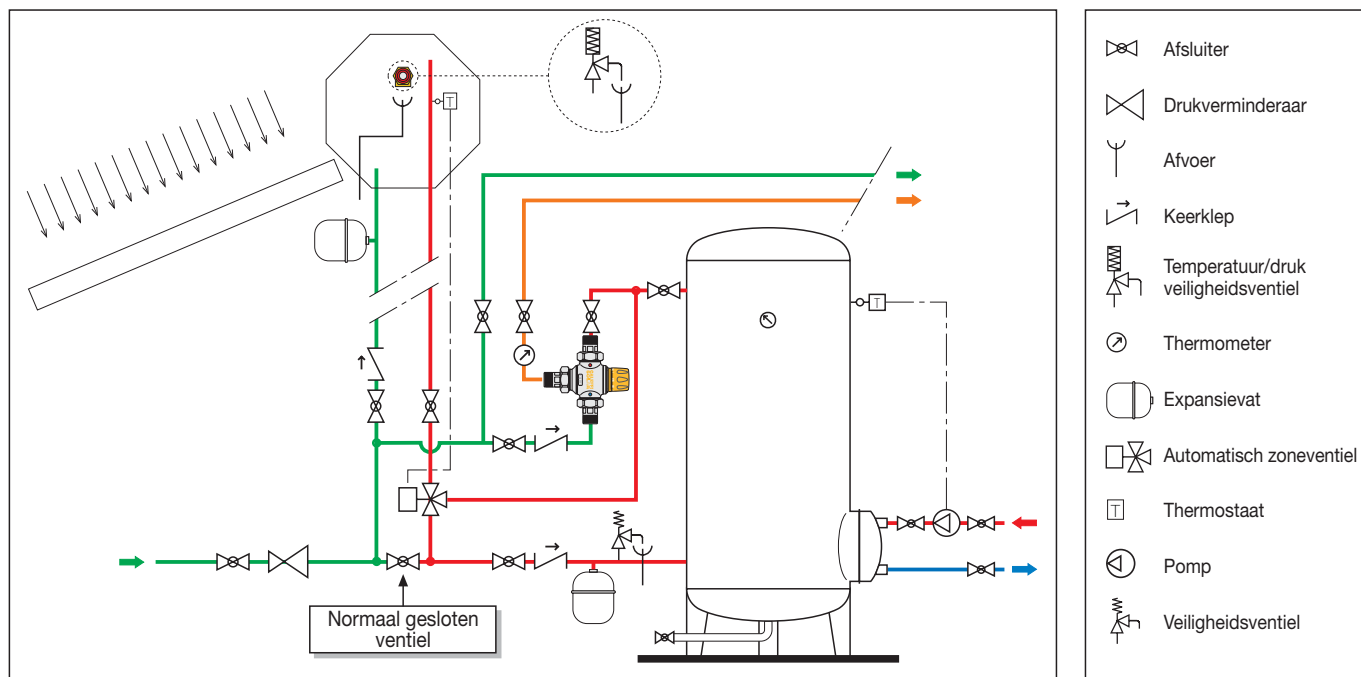 T
T
Normaal gesloten
ventiel
Afsluiter
Drukverminderaar
Afvoer
Keerklep
Temperatuur/druk
veiligheidsventiel
Thermometer
Expansievat
Automatisch zoneventiel
T
Thermostaat
Pomp
Veiligheidsventiel